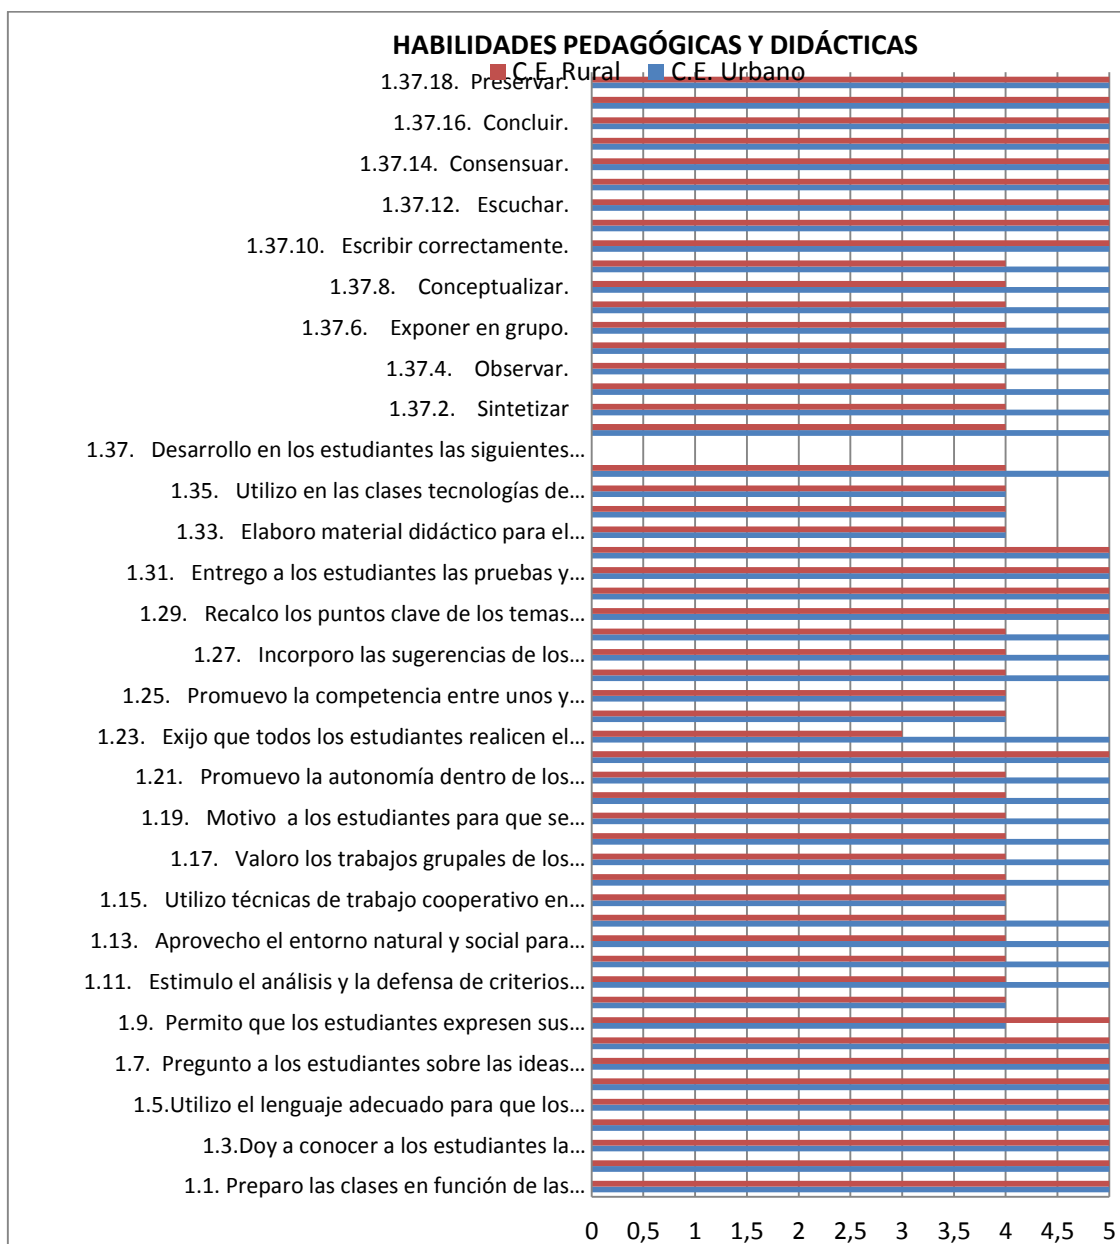 HABILIDADES PEDAGÓGICAS Y DIDÁCTICAS
C.E. Rural C.E. Urbano
1.37.18. Preservar.
1.37.16. Concluir.
1.37.14. Consensuar.
1.37.12. Escuchar.
1.37.10. Escribir correctamente.
1.37.8. Conceptualizar.
1.37.6. Exponer en grupo.
1.37.4. Observar.
1.37.2. Sintetizar
1.37. Desarrollo en los estudiantes las siguientes…
1.35. Utilizo en las clases tecnologías de…
1.33. Elaboro material didáctico para el…
1.31. Entrego a los estudiantes las pruebas y…
1.29. Recalco los puntos clave de los temas…
1.27. Incorporo las sugerencias de los…
1.25. Promuevo la competencia entre unos y…
1.23. Exijo que todos los estudiantes realicen el…
1.21. Promuevo la autonomía dentro de los…
1.19. Motivo a los estudiantes para que se…
1.17. Valoro los trabajos grupales de los…
1.15. Utilizo técnicas de trabajo cooperativo en…
1.13. Aprovecho el entorno natural y social para…
1.11. Estimulo el análisis y la defensa de criterios…
1.9. Permito que los estudiantes expresen sus…
1.7. Pregunto a los estudiantes sobre las ideas…
1.5.Utilizo el lenguaje adecuado para que los…
1.3.Doy a conocer a los estudiantes la…
1.1. Preparo las clases en función de las…
0 0,5 1 1,5 2 2,5 3 3,5 4 4,5 5